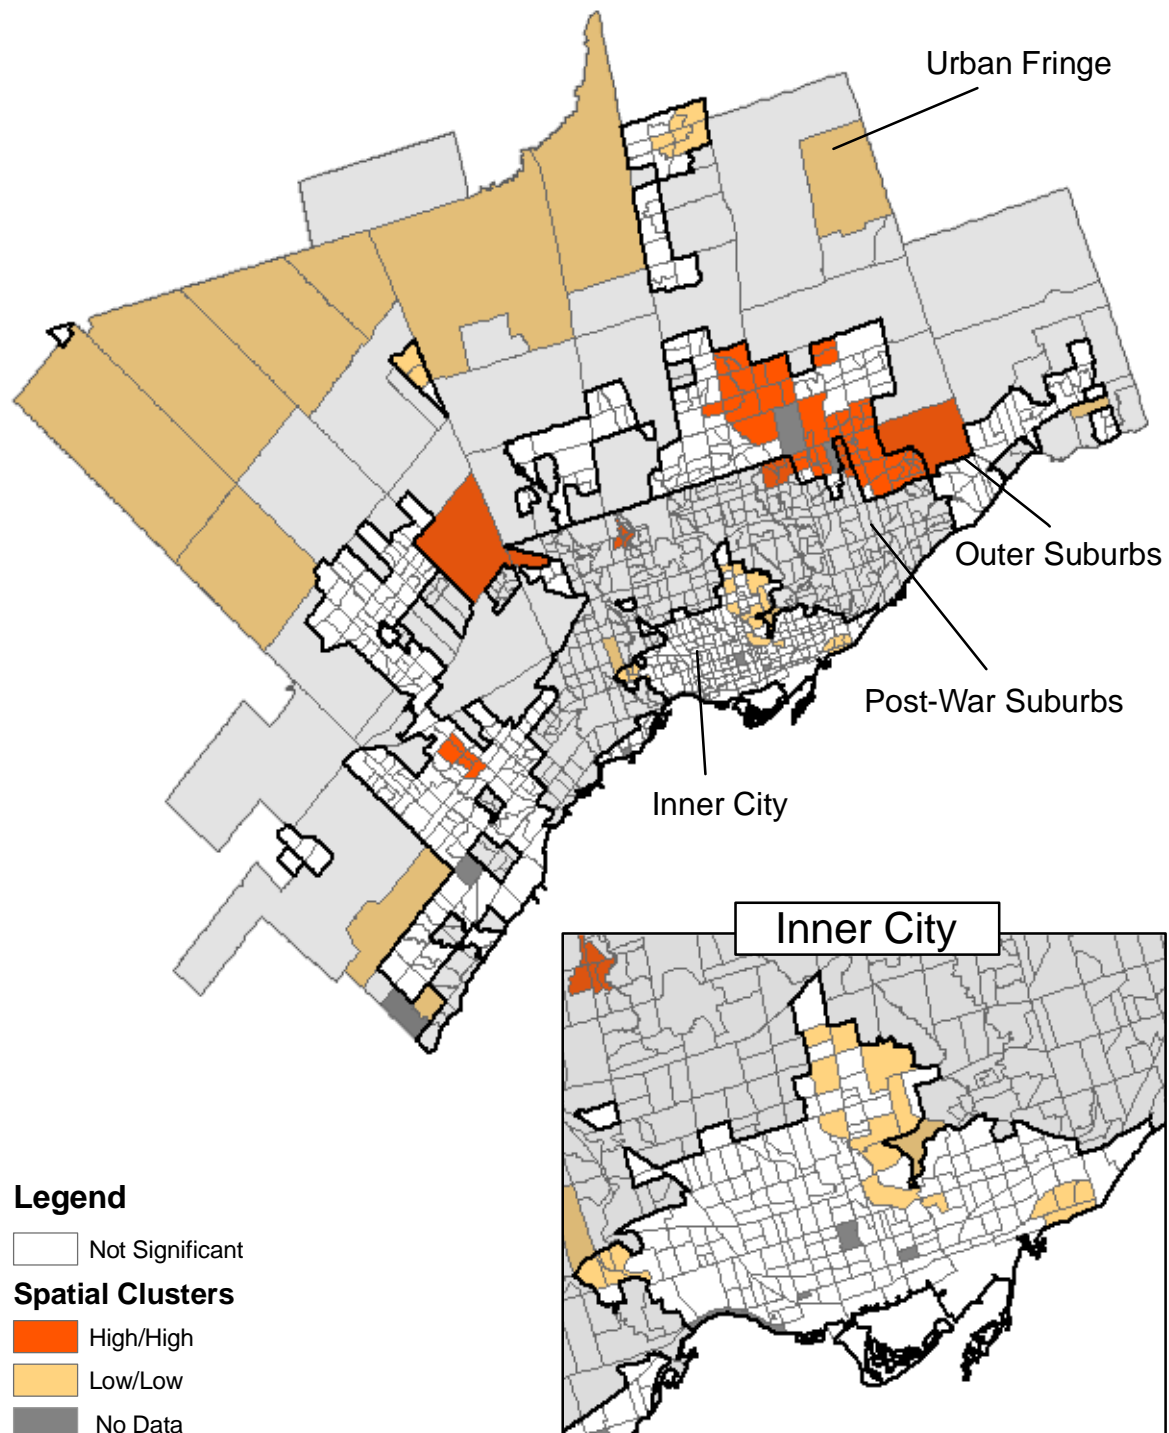 Urban Fringe
Outer Suburbs
Post-War Suburbs
Inner City
Inner City
Legend
Not Significant
Spatial Clusters
High/High
Low/Low
No Data